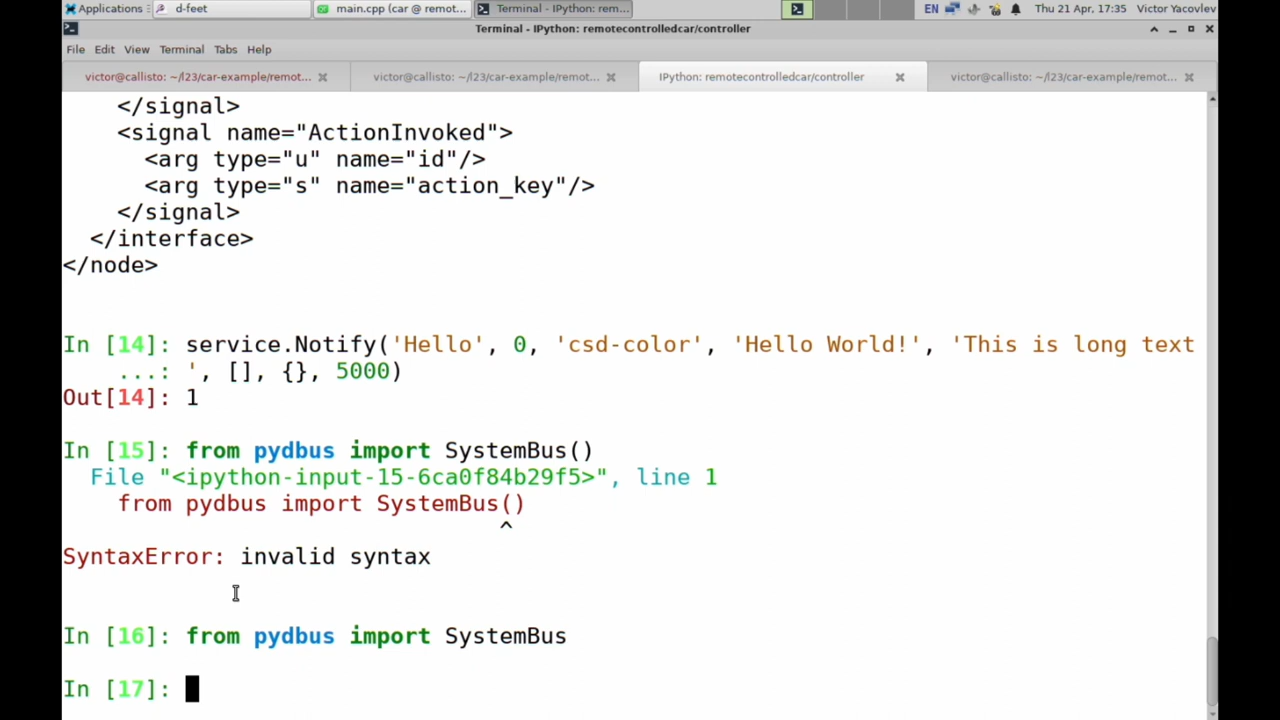 Applications
d-feet
main.cpp (car @ remot...
Terminal - IPython: rem...
EN
Thu 21 Apr, 17:35
Victor Yacovlev
Terminal - IPython: remotecontrolledcar/controller
File Edit View Terminal Tabs Help
victor@callisto: ~/l23/car-example/remot...
victor@callisto: ~/l23/car-example/remot...
IPython: remotecontrolledcar/controller
victor@callisto: ~/l23/car-example/remot...
    </signal>
    <signal name="ActionInvoked">
      <arg type="u" name="id"/>
      <arg type="s" name="action_key"/>
    </signal>
  </interface>
</node>
In [14]: service.Notify('Hello', 0, 'csd-color', 'Hello World!', 'This is long text
    ...: ', [], {}, 5000)
Out[14]: 1
In [15]: from pydbus import SystemBus()
  File "<ipython-input-15-6ca0f84b29f5>", line 1
    from pydbus import SystemBus()
                                ^
SyntaxError: invalid syntax
In [16]: from pydbus import SystemBus
In [17]: